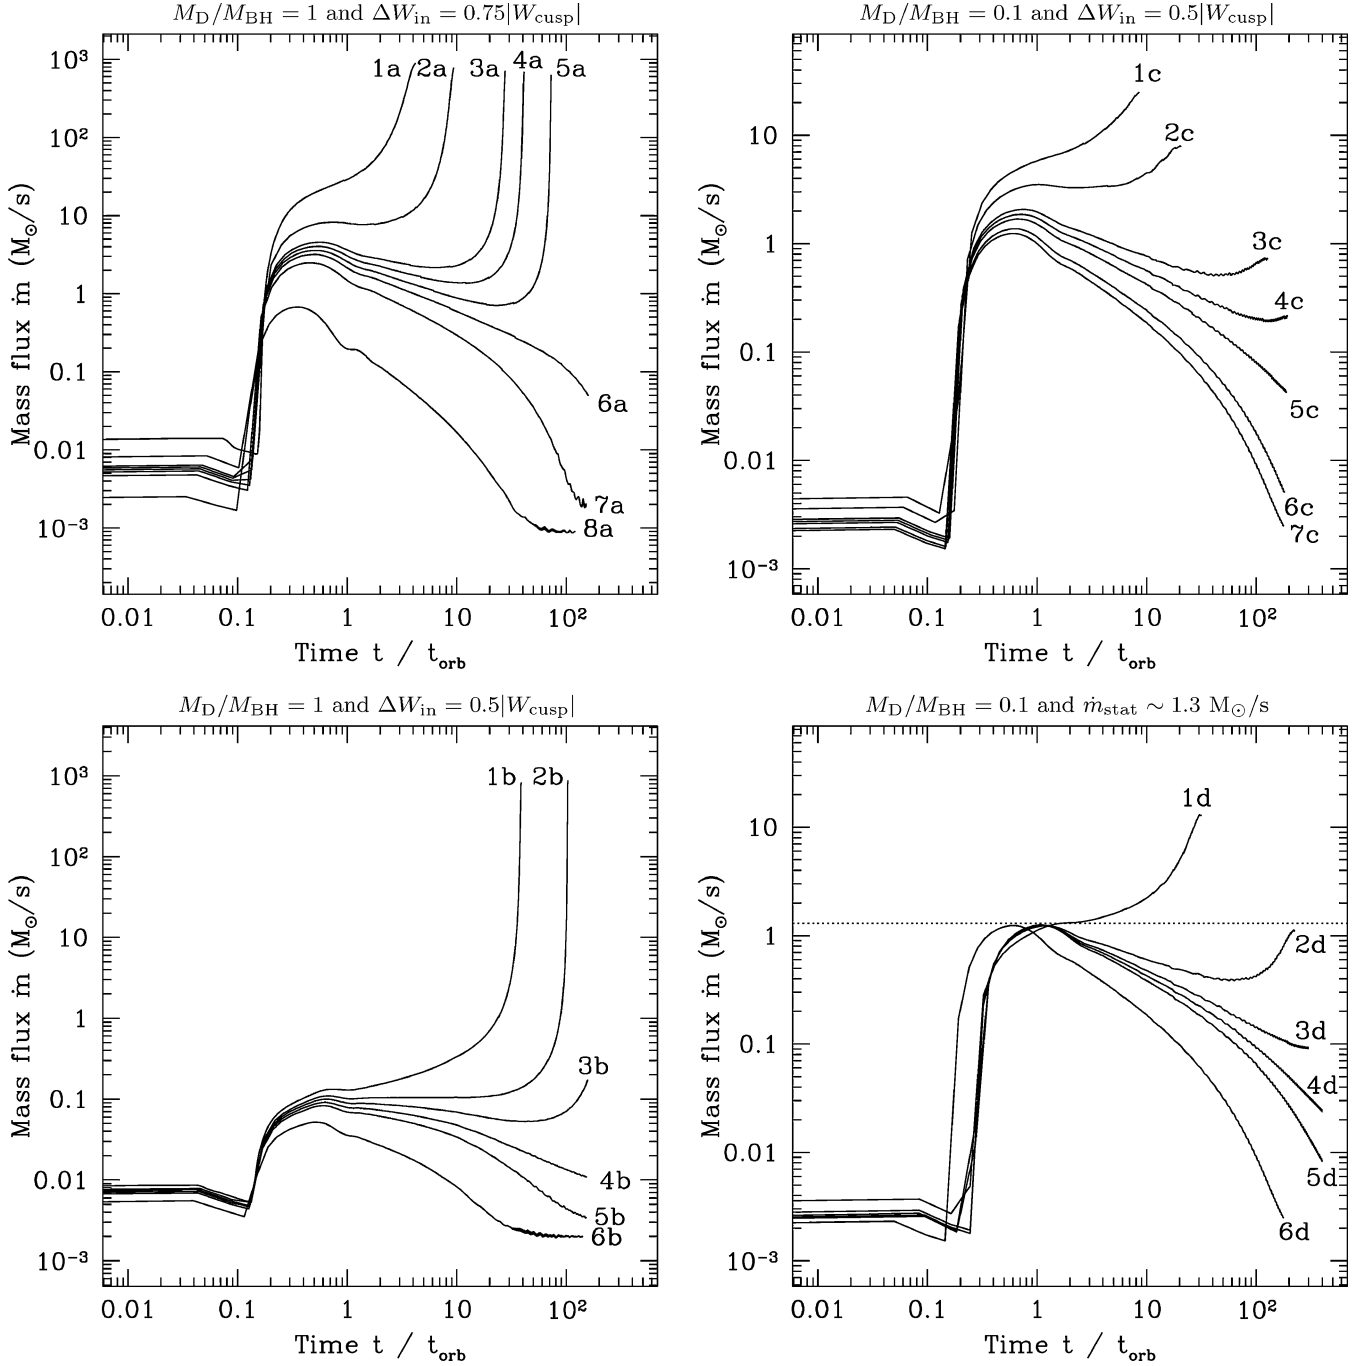 M_D/M_BH = 1 and ΔW_in = 0.75|W_cusp|
10³
10²
10
1
0.1
0.01
10⁻³
Mass flux ṁ (M⊙/s)
1a 2a 3a 4a 5a
6a
7a
8a
0.01 0.1 1 10 10²
Time t / t_orb
M_D/M_BH = 0.1 and ΔW_in = 0.5|W_cusp|
10
1
0.1
0.01
10⁻³
Mass flux ṁ (M⊙/s)
1c
2c
3c
4c
5c
6c
7c
0.01 0.1 1 10 10²
Time t / t_orb
M_D/M_BH = 1 and ΔW_in = 0.5|W_cusp|
10³
10²
10
1
0.1
0.01
10⁻³
Mass flux ṁ (M⊙/s)
1b 2b
3b
4b
5b
6b
0.01 0.1 1 10 10²
Time t / t_orb
M_D/M_BH = 0.1 and ṁ_stat ∼ 1.3 M⊙/s
10
1
0.1
0.01
10⁻³
Mass flux ṁ (M⊙/s)
1d
2d
3d
4d
5d
6d
0.01 0.1 1 10 10²
Time t / t_orb